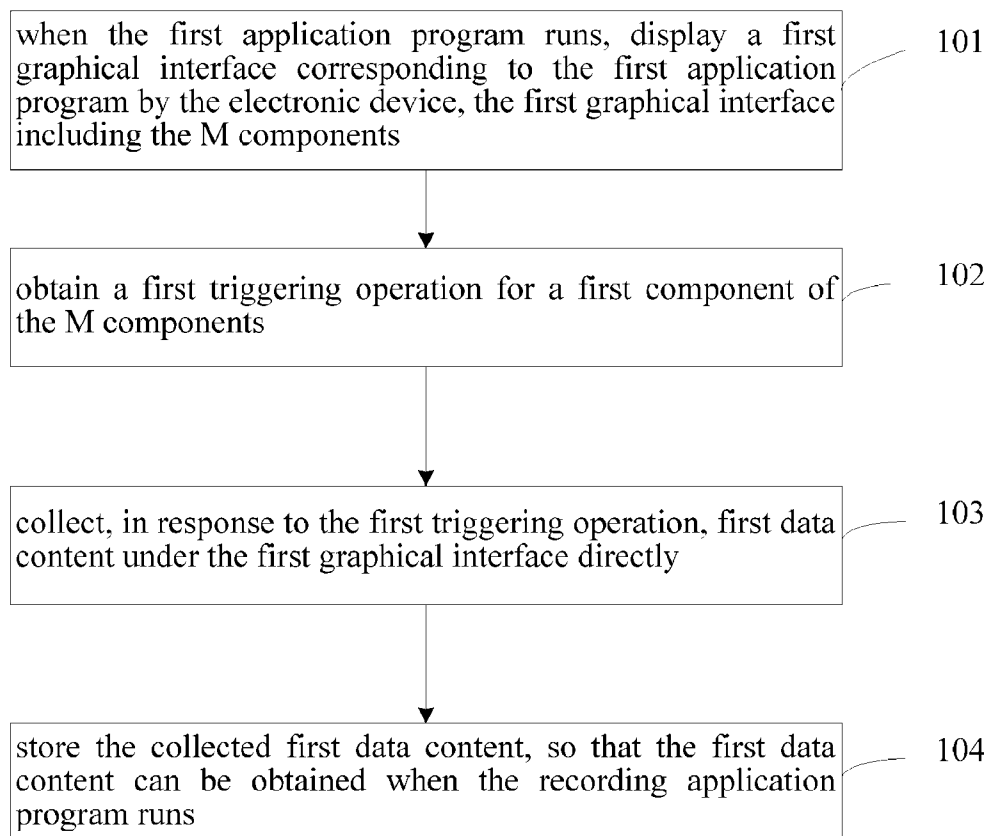 when the first application program runs, display a first
graphical interface corresponding to the first application
program by the electronic device, the first graphical interface
including the M components
101
obtain a first triggering operation for a first component of
the M components
102
collect, in response to the first triggering operation, first data
content under the first graphical interface directly
103
store the collected first data content, so that the first data
content can be obtained when the recording application
program runs
104